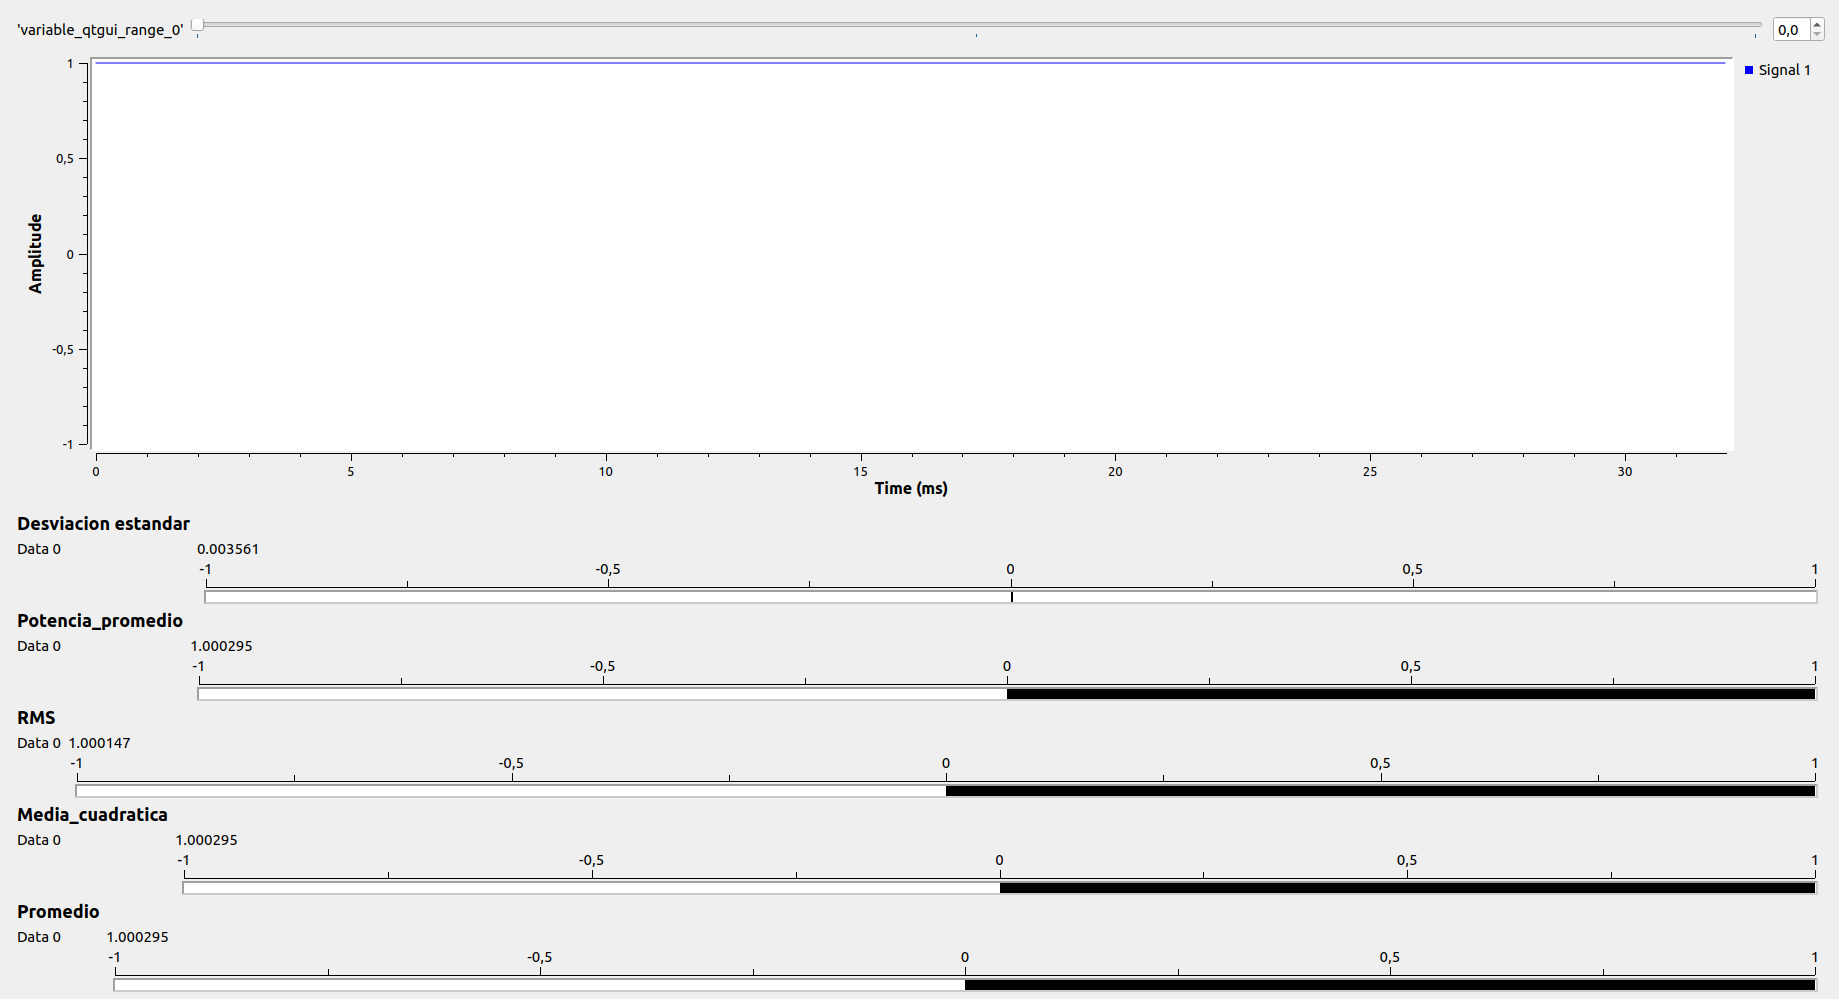 'variable_qtgui_range_0' 0,0
Signal 1
1
0,5
0
-0,5
-1
Amplitude
0 5 10 15 20 25 30
Time (ms)
Desviacion estandar
Data 0 0.003561
-1 -0,5 0 0,5 1
Potencia_promedio
Data 0 1.000295
-1 -0,5 0 0,5 1
RMS
Data 0 1.000147
-1 -0,5 0 0,5 1
Media_cuadratica
Data 0 1.000295
-1 -0,5 0 0,5 1
Promedio
Data 0 1.000295
-1 -0,5 0 0,5 1